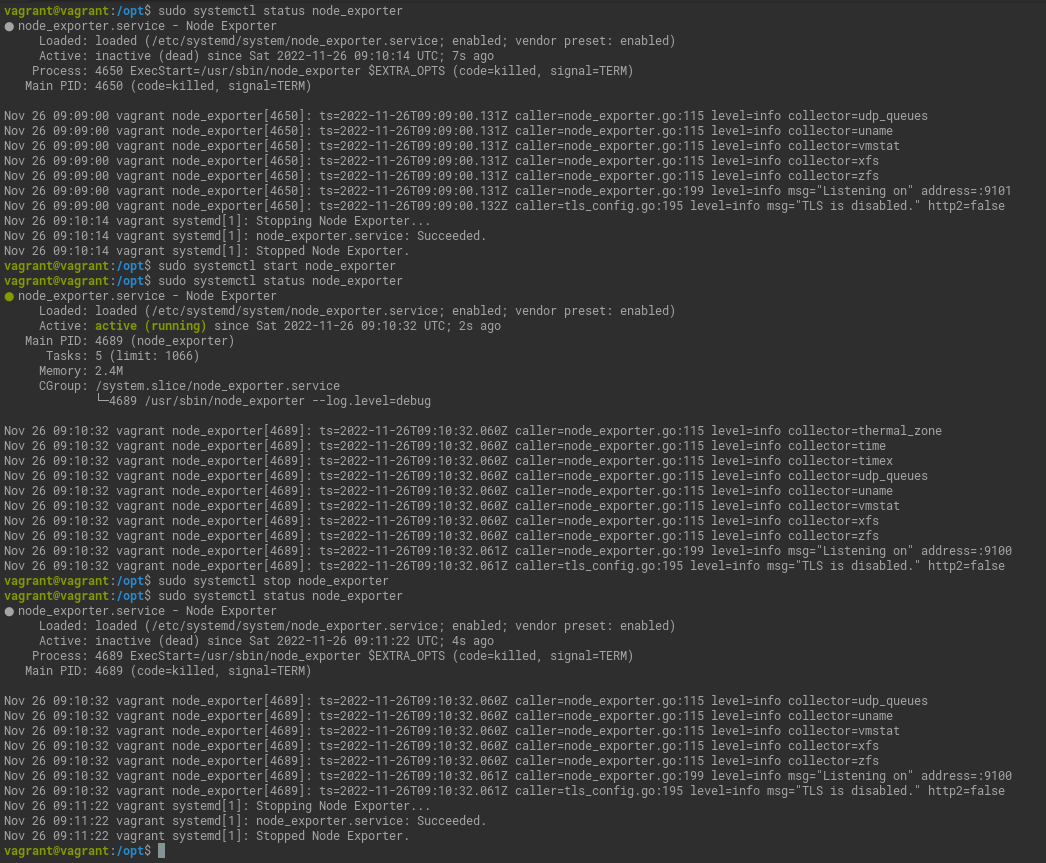 vagrant@vagrant:/opt$ sudo systemctl status node_exporter
● node_exporter.service - Node Exporter
     Loaded: loaded (/etc/systemd/system/node_exporter.service; enabled; vendor preset: enabled)
     Active: inactive (dead) since Sat 2022-11-26 09:10:14 UTC; 7s ago
    Process: 4650 ExecStart=/usr/sbin/node_exporter $EXTRA_OPTS (code=killed, signal=TERM)
   Main PID: 4650 (code=killed, signal=TERM)

Nov 26 09:09:00 vagrant node_exporter[4650]: ts=2022-11-26T09:09:00.131Z caller=node_exporter.go:115 level=info collector=udp_queues
Nov 26 09:09:00 vagrant node_exporter[4650]: ts=2022-11-26T09:09:00.131Z caller=node_exporter.go:115 level=info collector=uname
Nov 26 09:09:00 vagrant node_exporter[4650]: ts=2022-11-26T09:09:00.131Z caller=node_exporter.go:115 level=info collector=vmstat
Nov 26 09:09:00 vagrant node_exporter[4650]: ts=2022-11-26T09:09:00.131Z caller=node_exporter.go:115 level=info collector=xfs
Nov 26 09:09:00 vagrant node_exporter[4650]: ts=2022-11-26T09:09:00.131Z caller=node_exporter.go:115 level=info collector=zfs
Nov 26 09:09:00 vagrant node_exporter[4650]: ts=2022-11-26T09:09:00.131Z caller=node_exporter.go:199 level=info msg="Listening on" address=:9101
Nov 26 09:09:00 vagrant node_exporter[4650]: ts=2022-11-26T09:09:00.132Z caller=tls_config.go:195 level=info msg="TLS is disabled." http2=false
Nov 26 09:10:14 vagrant systemd[1]: Stopping Node Exporter...
Nov 26 09:10:14 vagrant systemd[1]: node_exporter.service: Succeeded.
Nov 26 09:10:14 vagrant systemd[1]: Stopped Node Exporter.
vagrant@vagrant:/opt$ sudo systemctl start node_exporter
vagrant@vagrant:/opt$ sudo systemctl status node_exporter
● node_exporter.service - Node Exporter
     Loaded: loaded (/etc/systemd/system/node_exporter.service; enabled; vendor preset: enabled)
     Active: active (running) since Sat 2022-11-26 09:10:32 UTC; 2s ago
   Main PID: 4689 (node_exporter)
      Tasks: 5 (limit: 1066)
     Memory: 2.4M
     CGroup: /system.slice/node_exporter.service
             └─4689 /usr/sbin/node_exporter --log.level=debug

Nov 26 09:10:32 vagrant node_exporter[4689]: ts=2022-11-26T09:10:32.060Z caller=node_exporter.go:115 level=info collector=thermal_zone
Nov 26 09:10:32 vagrant node_exporter[4689]: ts=2022-11-26T09:10:32.060Z caller=node_exporter.go:115 level=info collector=time
Nov 26 09:10:32 vagrant node_exporter[4689]: ts=2022-11-26T09:10:32.060Z caller=node_exporter.go:115 level=info collector=timex
Nov 26 09:10:32 vagrant node_exporter[4689]: ts=2022-11-26T09:10:32.060Z caller=node_exporter.go:115 level=info collector=udp_queues
Nov 26 09:10:32 vagrant node_exporter[4689]: ts=2022-11-26T09:10:32.060Z caller=node_exporter.go:115 level=info collector=uname
Nov 26 09:10:32 vagrant node_exporter[4689]: ts=2022-11-26T09:10:32.060Z caller=node_exporter.go:115 level=info collector=vmstat
Nov 26 09:10:32 vagrant node_exporter[4689]: ts=2022-11-26T09:10:32.060Z caller=node_exporter.go:115 level=info collector=xfs
Nov 26 09:10:32 vagrant node_exporter[4689]: ts=2022-11-26T09:10:32.060Z caller=node_exporter.go:115 level=info collector=zfs
Nov 26 09:10:32 vagrant node_exporter[4689]: ts=2022-11-26T09:10:32.061Z caller=node_exporter.go:199 level=info msg="Listening on" address=:9100
Nov 26 09:10:32 vagrant node_exporter[4689]: ts=2022-11-26T09:10:32.061Z caller=tls_config.go:195 level=info msg="TLS is disabled." http2=false
vagrant@vagrant:/opt$ sudo systemctl stop node_exporter
vagrant@vagrant:/opt$ sudo systemctl status node_exporter
● node_exporter.service - Node Exporter
     Loaded: loaded (/etc/systemd/system/node_exporter.service; enabled; vendor preset: enabled)
     Active: inactive (dead) since Sat 2022-11-26 09:11:22 UTC; 4s ago
    Process: 4689 ExecStart=/usr/sbin/node_exporter $EXTRA_OPTS (code=killed, signal=TERM)
   Main PID: 4689 (code=killed, signal=TERM)

Nov 26 09:10:32 vagrant node_exporter[4689]: ts=2022-11-26T09:10:32.060Z caller=node_exporter.go:115 level=info collector=udp_queues
Nov 26 09:10:32 vagrant node_exporter[4689]: ts=2022-11-26T09:10:32.060Z caller=node_exporter.go:115 level=info collector=uname
Nov 26 09:10:32 vagrant node_exporter[4689]: ts=2022-11-26T09:10:32.060Z caller=node_exporter.go:115 level=info collector=vmstat
Nov 26 09:10:32 vagrant node_exporter[4689]: ts=2022-11-26T09:10:32.060Z caller=node_exporter.go:115 level=info collector=xfs
Nov 26 09:10:32 vagrant node_exporter[4689]: ts=2022-11-26T09:10:32.060Z caller=node_exporter.go:115 level=info collector=zfs
Nov 26 09:10:32 vagrant node_exporter[4689]: ts=2022-11-26T09:10:32.061Z caller=node_exporter.go:199 level=info msg="Listening on" address=:9100
Nov 26 09:10:32 vagrant node_exporter[4689]: ts=2022-11-26T09:10:32.061Z caller=tls_config.go:195 level=info msg="TLS is disabled." http2=false
Nov 26 09:11:22 vagrant systemd[1]: Stopping Node Exporter...
Nov 26 09:11:22 vagrant systemd[1]: node_exporter.service: Succeeded.
Nov 26 09:11:22 vagrant systemd[1]: Stopped Node Exporter.
vagrant@vagrant:/opt$